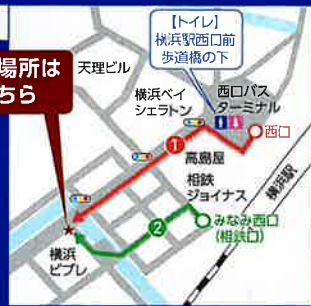 場所は
ちら
天理ビル
【トイレ】
横浜駅西口前
歩道橋の下
横浜ベイ
シェラトン
西口バス
ターミナル
西口
1
高島屋
相鉄
ジョイナス
横浜駅
2
みなみ西口
(相鉄口)
横浜
ビブレ